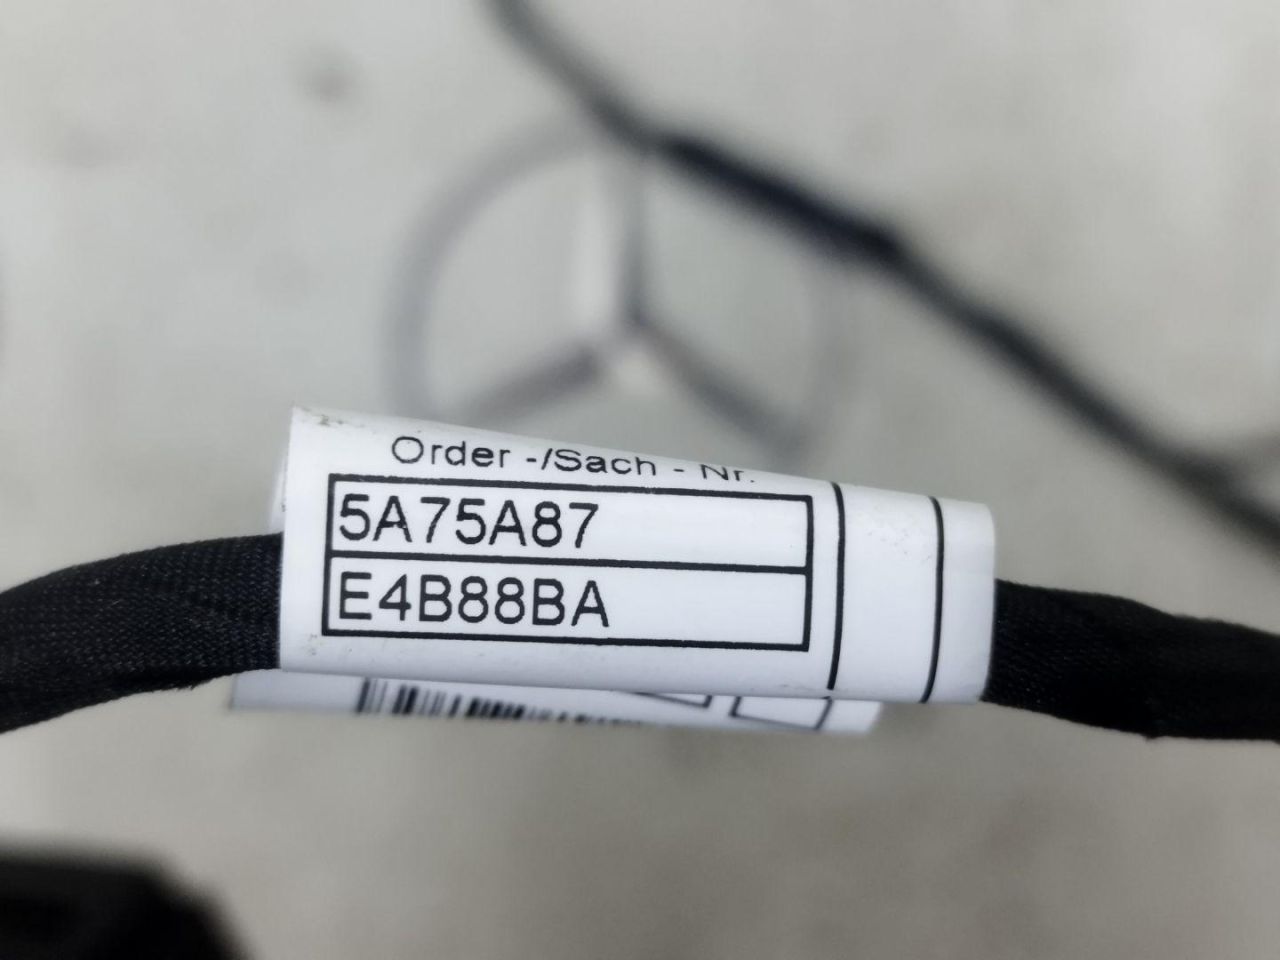 Order -/Sach - Nr.
5A75A87
E4B88BA